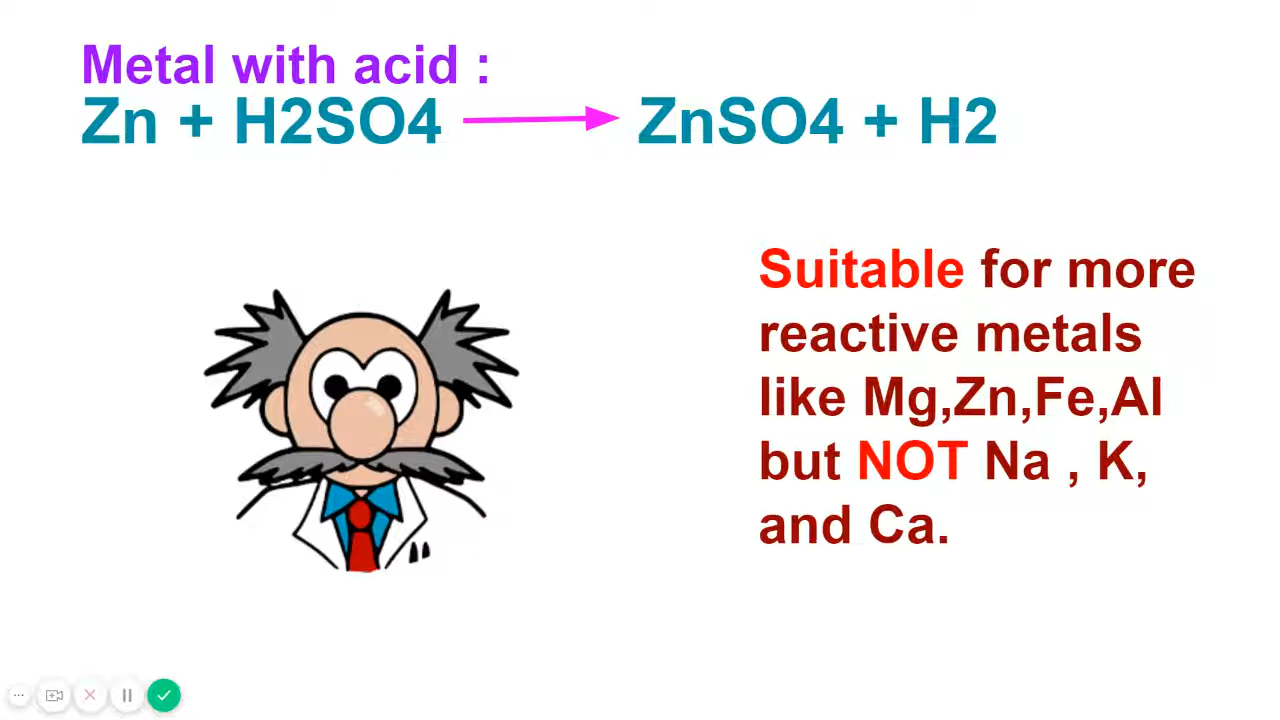 Metal with acid :
Zn + H2SO4 → ZnSO4 + H2
Suitable for more
reactive metals
like Mg,Zn,Fe,Al
but NOT Na , K,
and Ca.